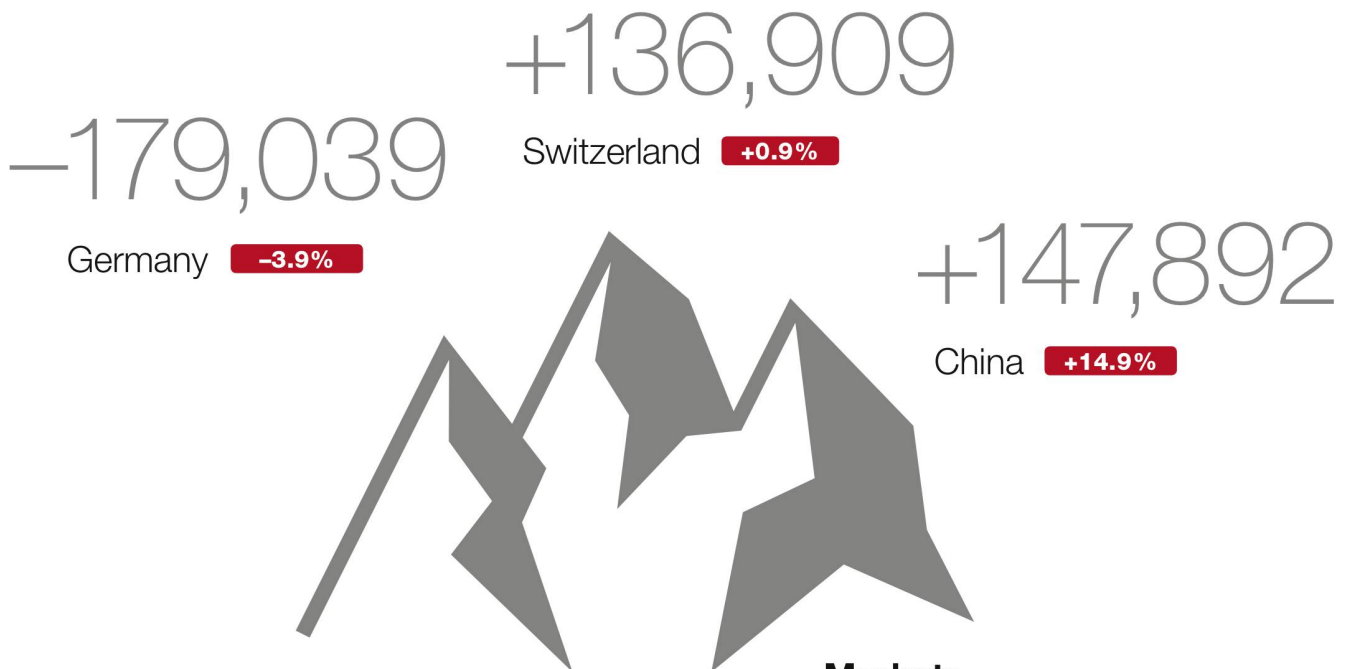 +136,909
Switzerland +0.9%
–179,039
Germany –3.9%
+147,892
China +14.9%